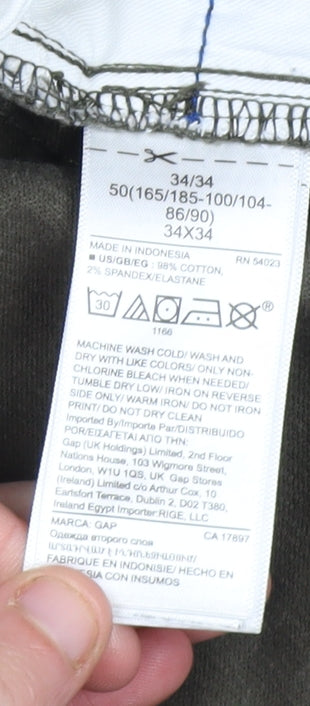 34/34
50(165/185-100/104-
86/90)
34X34
MADE IN INDONESIA RN 54023
■ US/GB/EG : 98% COTTON,
2% SPANDEX/ELASTANE
30 ®
1166
MACHINE WASH COLD/ WASH AND
DRY WITH LIKE COLORS/ ONLY NON-
CHLORINE BLEACH WHEN NEEDED/
TUMBLE DRY LOW/ IRON ON REVERSE
SIDE ONLY/ WARM IRON/ DO NOT IRON
PRINT/ DO NOT DRY CLEAN
Imported By/Importe Par/DISTRIBUIDO
POR/ΕΙΣΑΓΕΤΑΙ ΑΠΟ ΤΗΝ:
Gap (UK Holdings) Limited, 2nd Floor
Nations House, 103 Wigmore Street,
London, W1U 1QS, UK Gap Stores
(Ireland) Limited c/o Arthur Cox, 10
Earlsfort Terrace, Dublin 2, D02 T380,
Ireland Egypt Importer:RIGE, LLC
MARCA: GAP CA 17897
Одежда второго слоя
FABRIQUE EN INDONISIE/ HECHO EN
CON INSUMOS